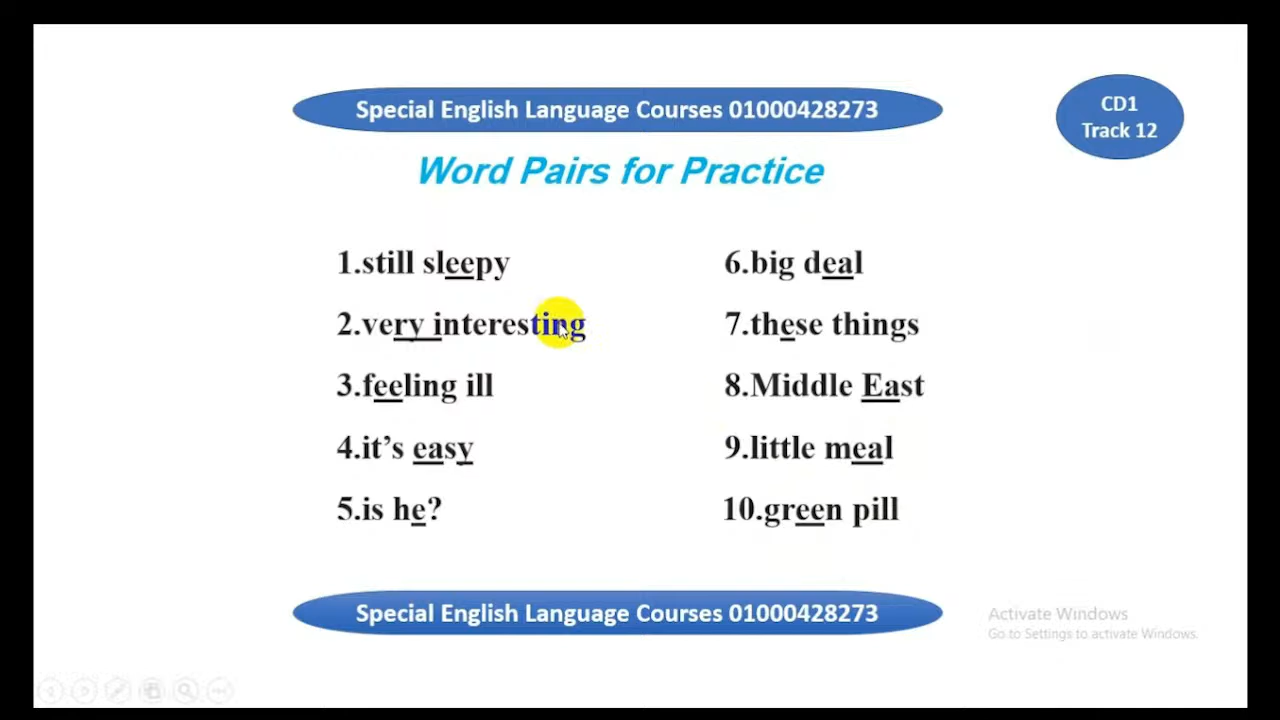 Special English Language Courses 01000428273
CD1
Track 12
Word Pairs for Practice
1.still sleepy
2.very interesting
3.feeling ill
4.it's easy
5.is he?
6.big deal
7.these things
8.Middle East
9.little meal
10.green pill
Special English Language Courses 01000428273
Activate Windows
Go to Settings to activate Windows.